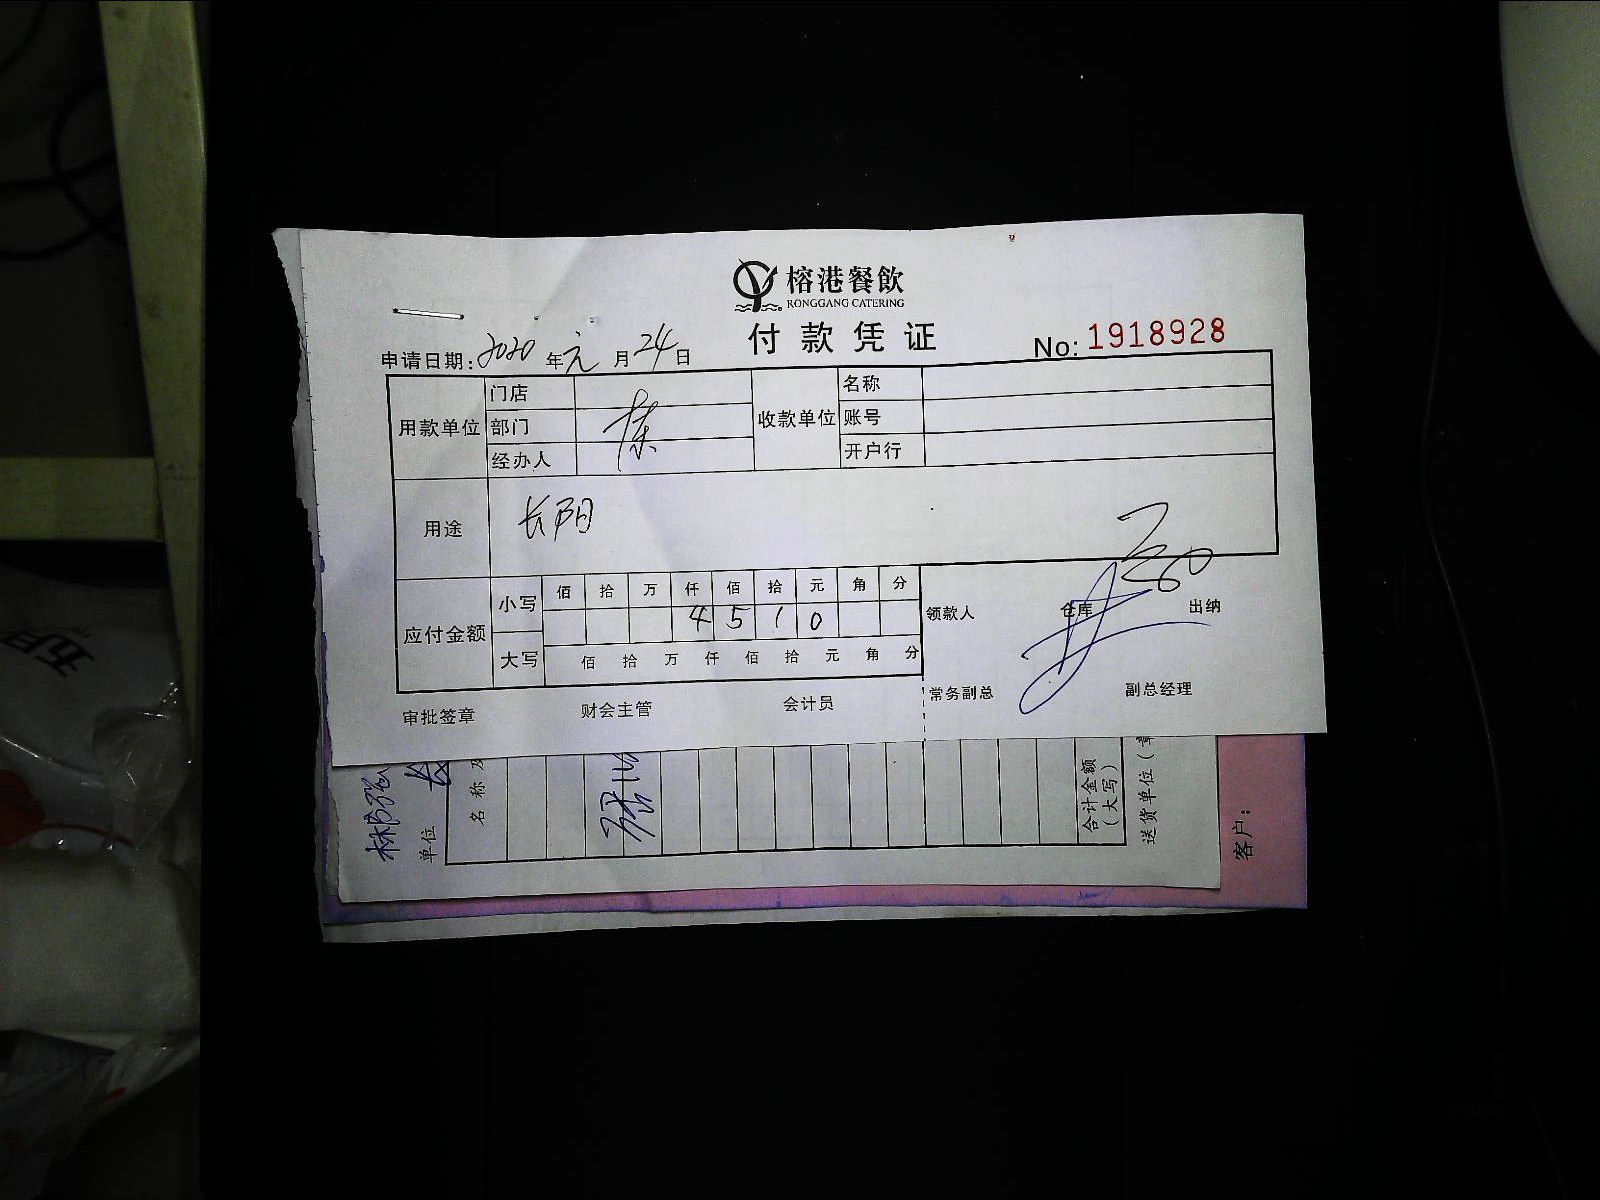 榕港餐飲
RONGGANG CATERING
付款凭证
No: 1918928
申请日期: 2020 年 元 月 24 日
用款单位 门店 收款单位 名称
部门 账号
经办人 开户行
用途 长阳
应付金额 小写 佰 拾 万 仟 佰 拾 元 角 分
4 5 1 0
大写 佰 拾 万 仟 佰 拾 元 角 分
领款人 仓库 出纳
审批签章 财会主管 会计员 常务副总 副总经理
单位
名称及
合计金额
(大写)
送货单位(章
客户: